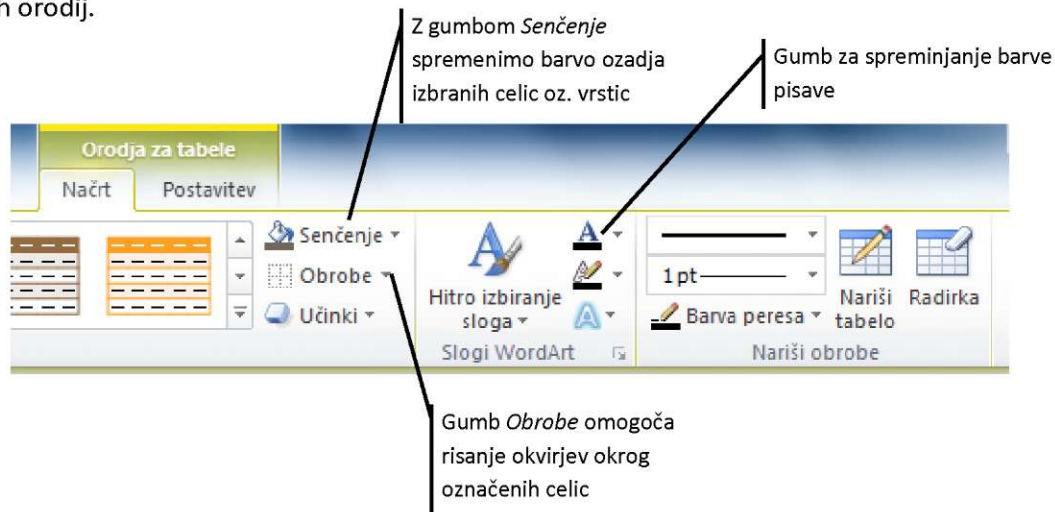 h orodij.
Z gumbom Senčenje
spremenimo barvo ozadja
izbranih celic oz. vrstic
Gumb za spreminjanje barve
pisave
Orodja za tabele
Načrt
Postavitev
Senčenje
Obrobe
Učinki
Hitro izbiranje
sloga
Slogi WordArt
1 pt
Barva peresa
Nariši
tabelo
Radirka
Nariši obrobe
Gumb Obrobe omogoča
risanje okvirjev okrog
označenih celic